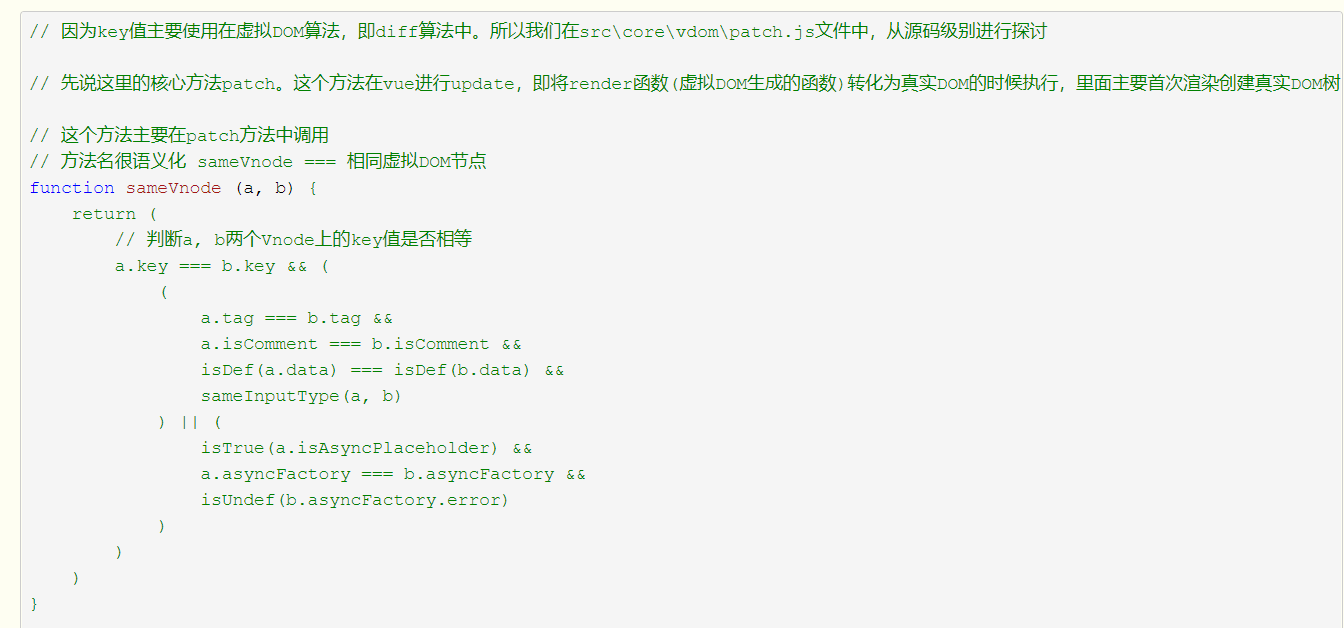 // 因为key值主要使用在虚拟DOM算法，即diff算法中。所以我们在src\core\vdom\patch.js文件中，从源码级别进行探讨
// 先说这里的核心方法patch。这个方法在vue进行update，即将render函数(虚拟DOM生成的函数)转化为真实DOM的时候执行，里面主要首次渲染创建真实DOM树
// 这个方法主要在patch方法中调用
// 方法名很语义化 sameVnode === 相同虚拟DOM节点
function sameVnode (a, b) {
    return (
        // 判断a, b两个Vnode上的key值是否相等
        a.key === b.key && (
            (
                a.tag === b.tag &&
                a.isComment === b.isComment &&
                isDef(a.data) === isDef(b.data) &&
                sameInputType(a, b)
            ) || (
                isTrue(a.isAsyncPlaceholder) &&
                a.asyncFactory === b.asyncFactory &&
                isUndef(b.asyncFactory.error)
            )
        )
    )
}